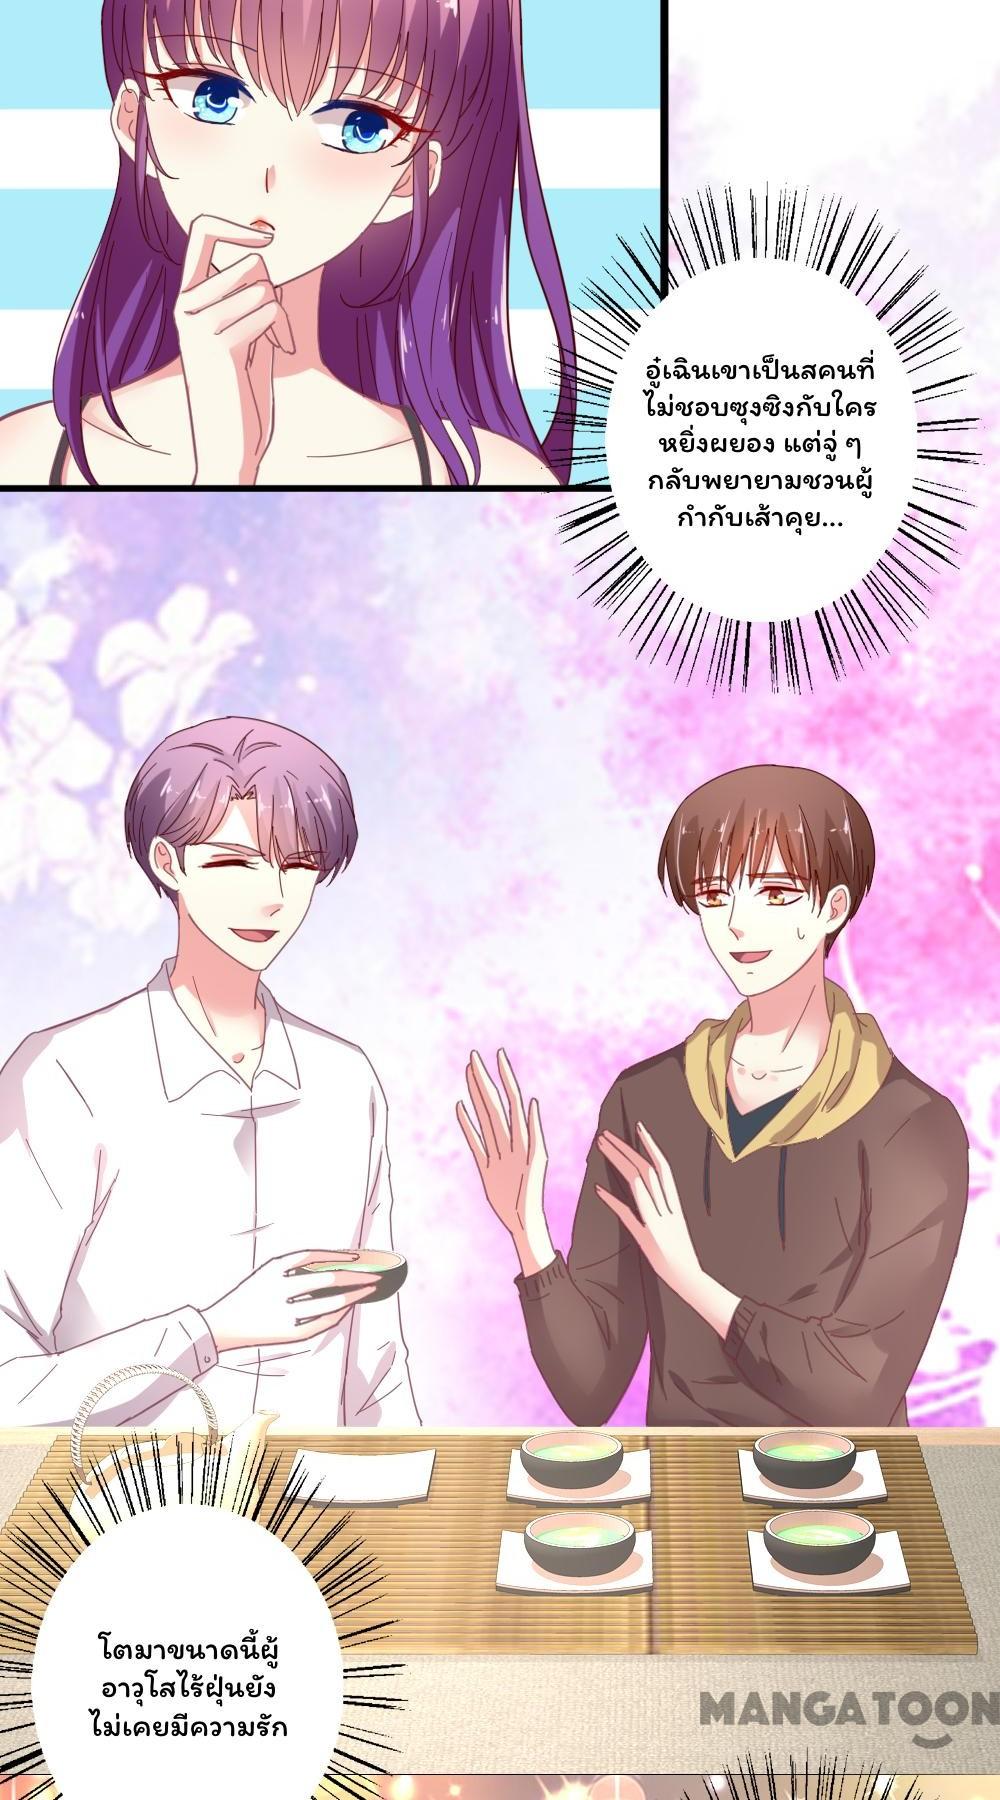 อู๋เฉินเขาเป็นสคนที่
ไม่ชอบซุงซิงกับใคร
หยิ่งผยอง แต่จู่ ๆ
กลับพยายามชวนผู้
กำกับเส้าคุย...
โตมาขนาดนี้ผู้
อาวุโสไร้ฝุ่นยัง
ไม่เคยมีความรัก
MANGATOON